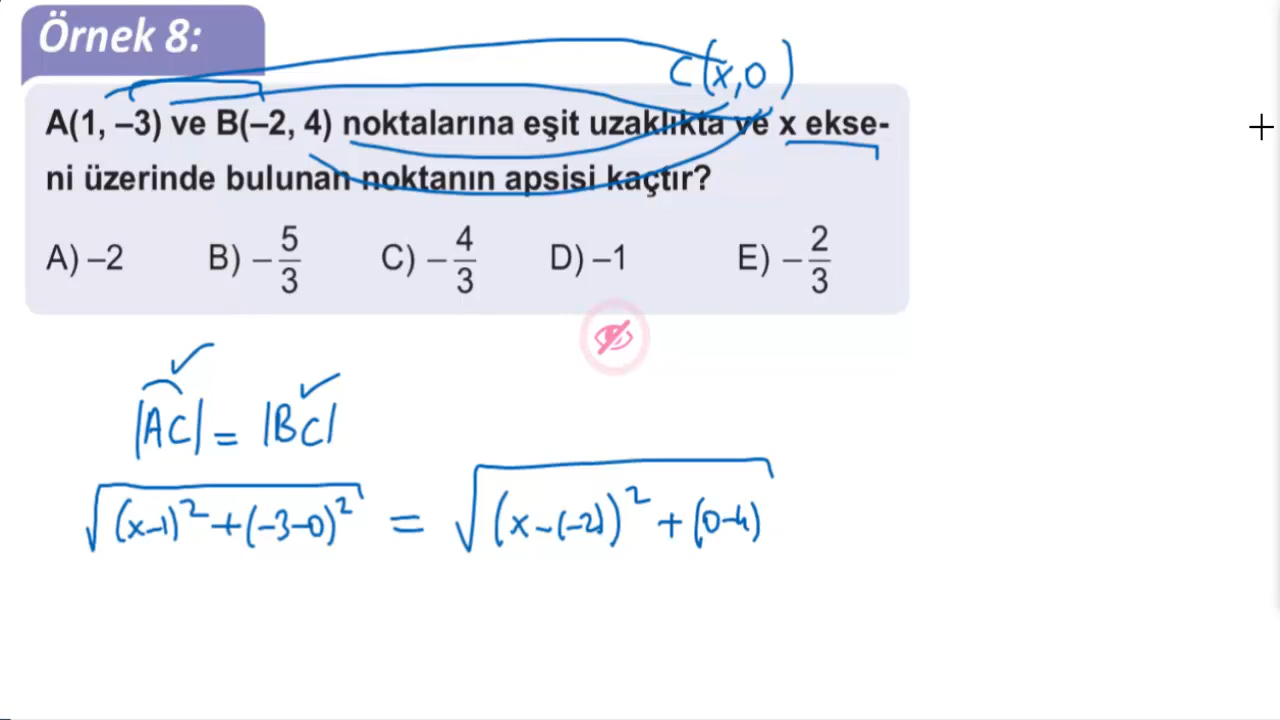 Örnek 8:
C(x,0)
A(1, –3) ve B(–2, 4) noktalarına eşit uzaklıkta ve x ekse-
ni üzerinde bulunan noktanın apsisi kaçtır?
A) –2 B) –5/3 C) –4/3 D) –1 E) –2/3
|AC| = |BC|
√((x–1)² + (–3–0)²) = √((x–(–2))² + (0–4)